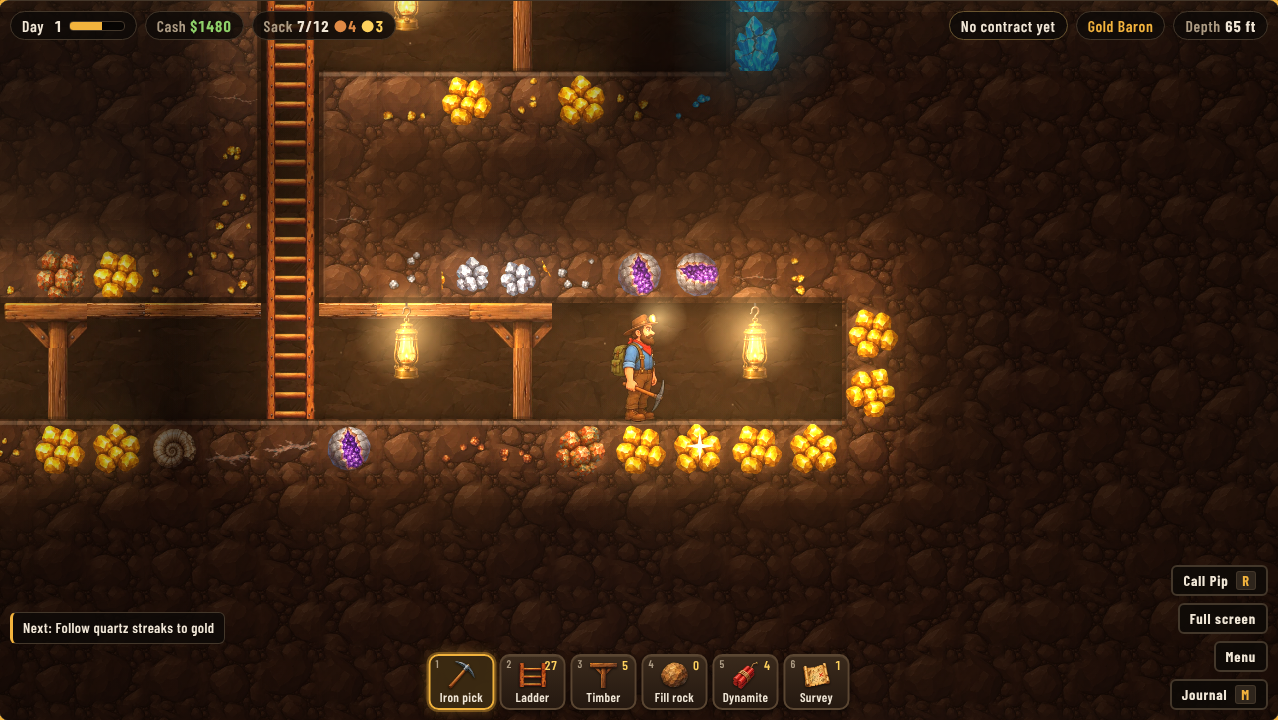 Day 1
Cash $1480
Sack 7/12 4 3
No contract yet
Gold Baron
Depth 65 ft
Call Pip R
Full screen
Next: Follow quartz streaks to gold
Menu
Journal M
1 Iron pick
2 27 Ladder
3 5 Timber
4 0 Fill rock
5 4 Dynamite
6 1 Survey